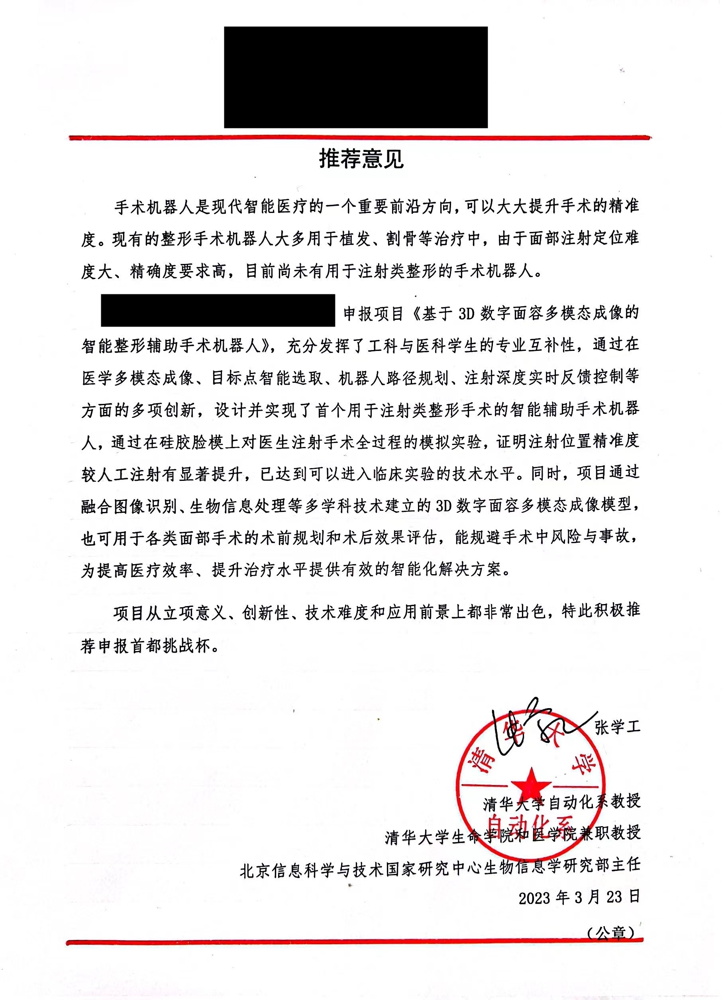 推荐意见
手术机器人是现代智能医疗的一个重要前沿方向，可以大大提升手术的精准
度。现有的整形手术机器人大多用于植发、割骨等治疗中，由于面部注射定位难
度大、精确度要求高，目前尚未有用于注射类整形的手术机器人。
申报项目《基于 3D 数字面容多模态成像的
智能整形辅助手术机器人》，充分发挥了工科与医科学生的专业互补性，通过在
医学多模态成像、目标点智能选取、机器人路径规划、注射深度实时反馈控制等
方面的多项创新，设计并实现了首个用于注射类整形手术的智能辅助手术机器
人，通过在硅胶脸模上对医生注射手术全过程的模拟实验，证明注射位置精准度
较人工注射有显著提升，已达到可以进入临床实验的技术水平。同时，项目通过
融合图像识别、生物信息处理等多学科技术建立的 3D 数字面容多模态成像模型，
也可用于各类面部手术的术前规划和术后效果评估，能规避手术中风险与事故，
为提高医疗效率、提升治疗水平提供有效的智能化解决方案。
项目从立项意义、创新性、技术难度和应用前景上都非常出色，特此积极推
荐申报首都挑战杯。
张学工
清华大学
清华大学自动化系教授
自动化系
清华大学生命学院和医学院兼职教授
北京信息科学与技术国家研究中心生物信息学研究部主任
2023 年 3 月 23 日
（公章）